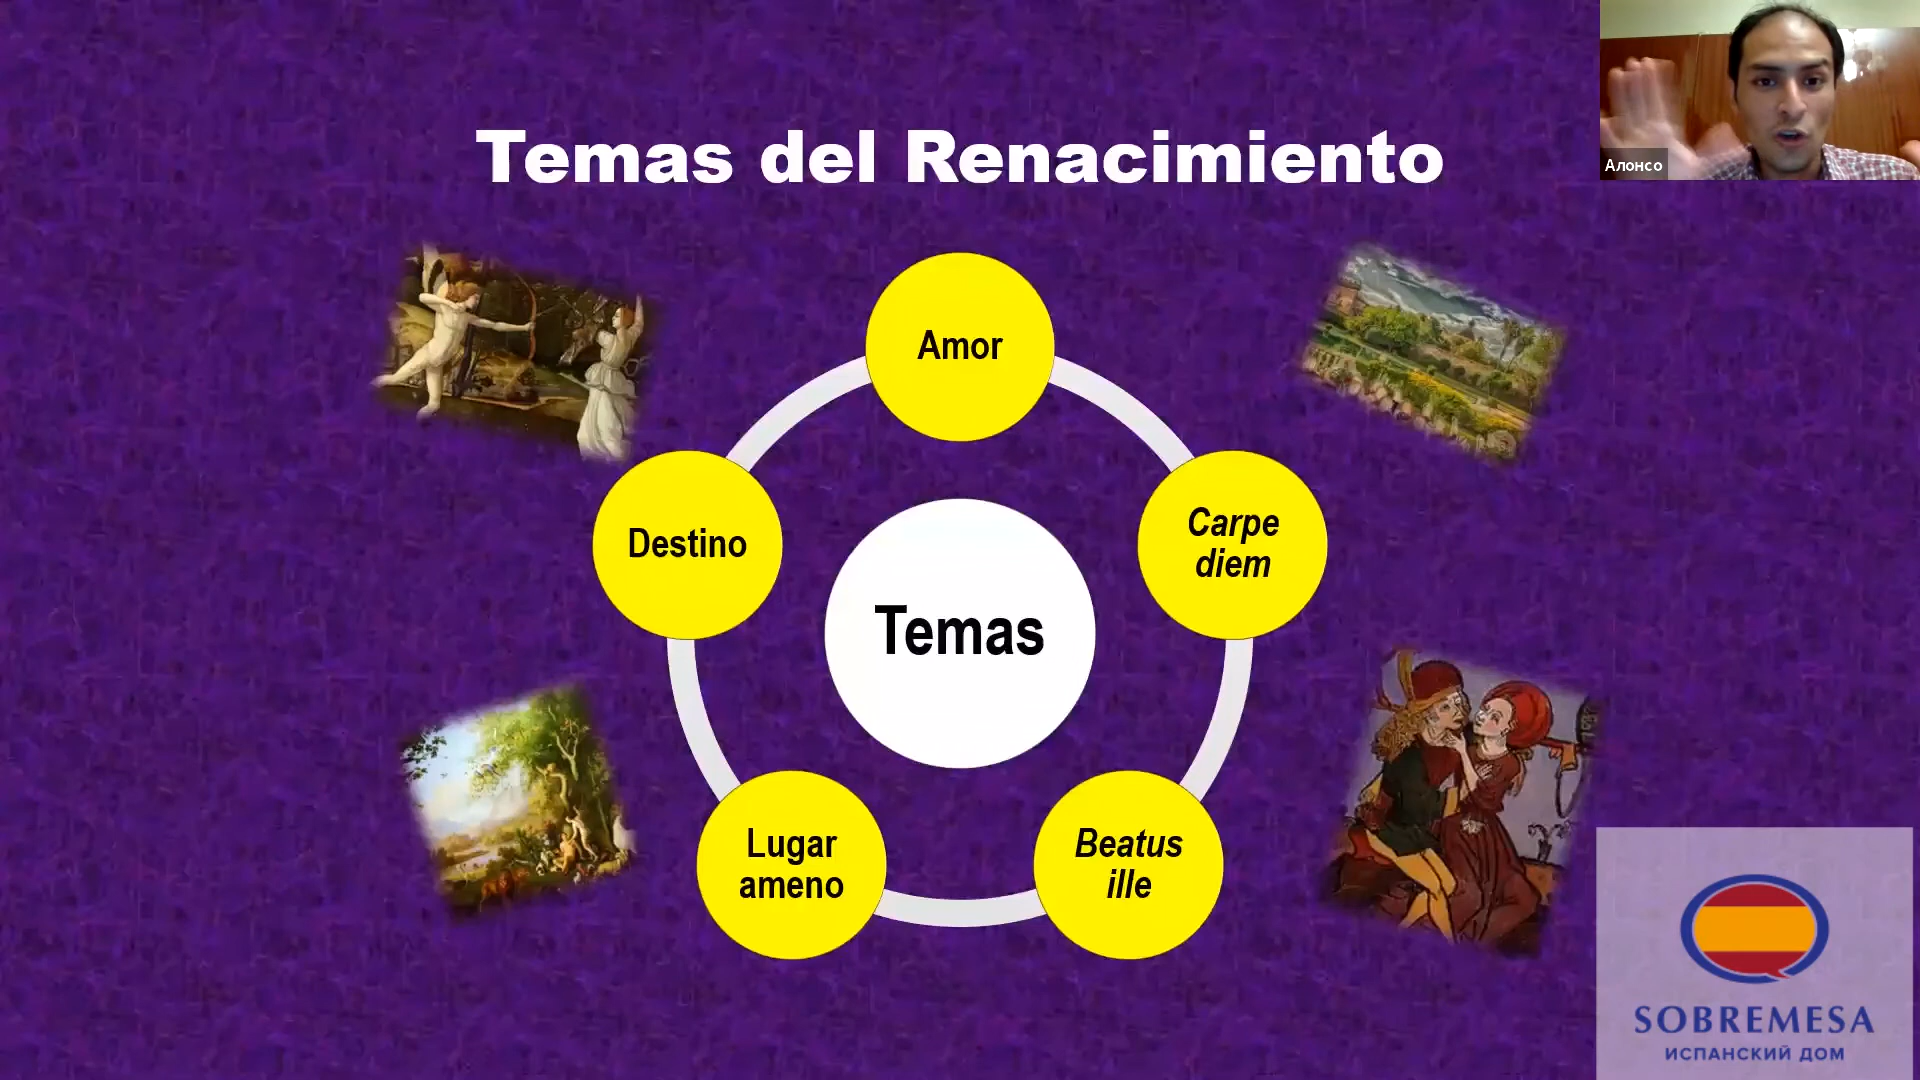 Temas del Renacimiento
Алонсо
Amor
Carpe
diem
Destino
Temas
Lugar
ameno
Beatus
ille
SOBREMESA
ИСПАНСКИЙ ДОМ